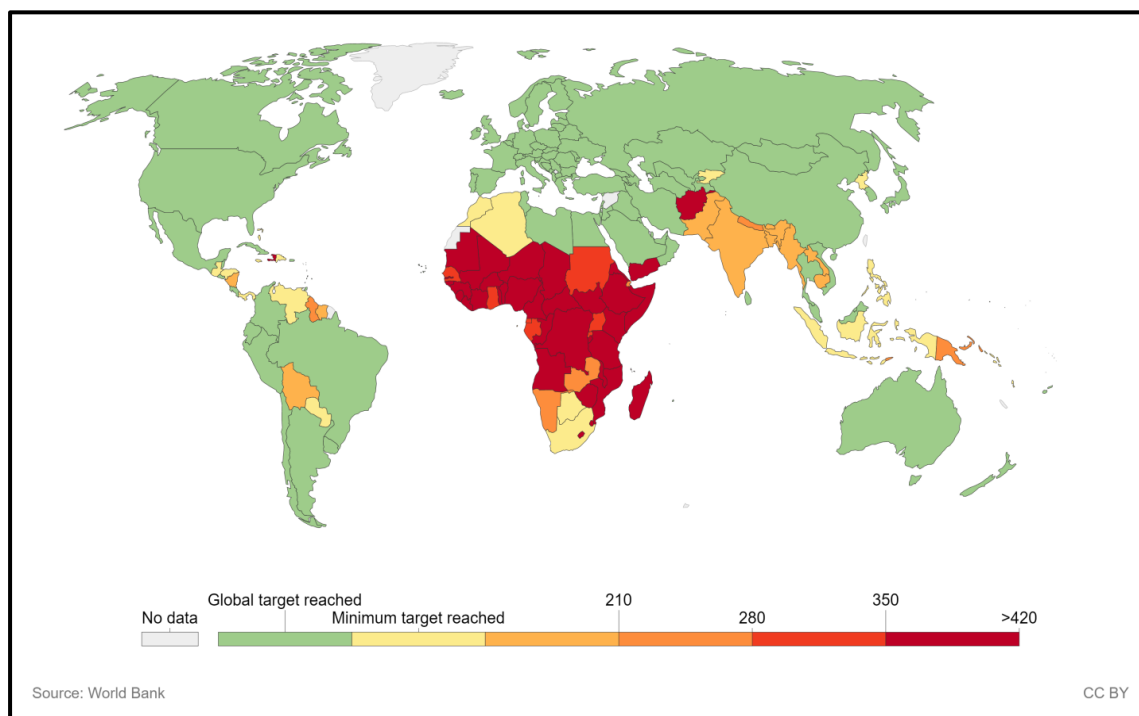 Global target reached 210 350
No data Minimum target reached 280 >420
Source: World Bank CC BY